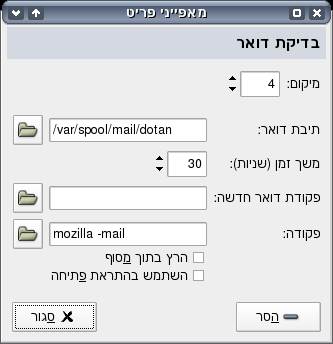 מאפייני פריט
בדיקת דואר
מיקום: 4
תיבת דואר: /var/spool/mail/dotan
משך זמן (שניות): 30
פקודת דואר חדשה:
פקודה: mozilla -mail
הרץ בתוך מסוף
השתמש בהתראת פתיחה
הסר
סגור